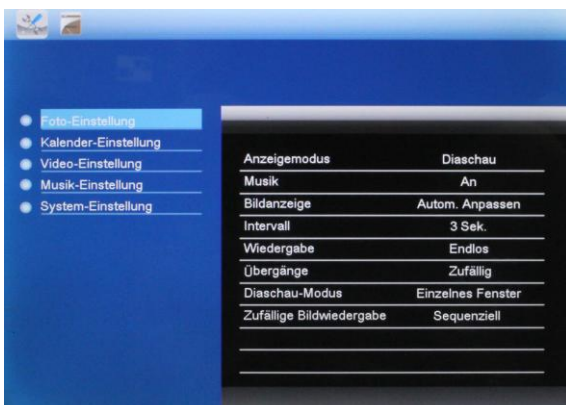 Foto-Einstellung
Kalender-Einstellung
Video-Einstellung
Musik-Einstellung
System-Einstellung
Anzeigemodus Diaschau
Musik An
Bildanzeige Autom. Anpassen
Intervall 3 Sek.
Wiedergabe Endlos
Übergänge Zufällig
Diaschau-Modus Einzelnes Fenster
Zufällige Bildwiedergabe Sequenziell